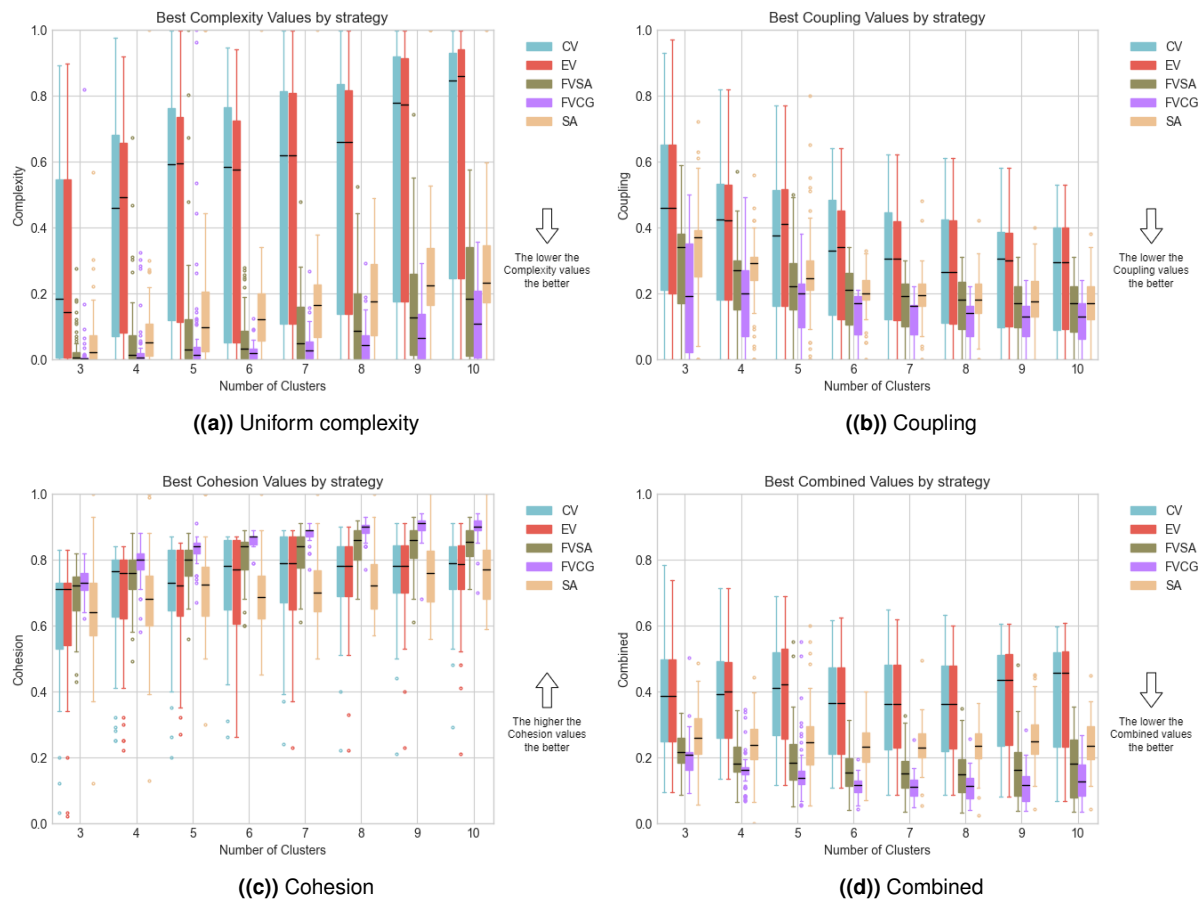 Best Complexity Values by strategy
1.0
0.8
0.6
0.4
0.2
0.0
Complexity
3 4 5 6 7 8 9 10
Number of Clusters
CV
EV
FVSA
FVCG
SA
The lower the
Complexity values
the better
((a)) Uniform complexity
Best Coupling Values by strategy
1.0
0.8
0.6
0.4
0.2
0.0
Coupling
3 4 5 6 7 8 9 10
Number of Clusters
CV
EV
FVSA
FVCG
SA
The lower the
Coupling values
the better
((b)) Coupling
Best Cohesion Values by strategy
1.0
0.8
0.6
0.4
0.2
0.0
Cohesion
3 4 5 6 7 8 9 10
Number of Clusters
CV
EV
FVSA
FVCG
SA
The higher the
Cohesion values
the better
((c)) Cohesion
Best Combined Values by strategy
1.0
0.8
0.6
0.4
0.2
0.0
Combined
3 4 5 6 7 8 9 10
Number of Clusters
CV
EV
FVSA
FVCG
SA
The lower the
Combined values
the better
((d)) Combined